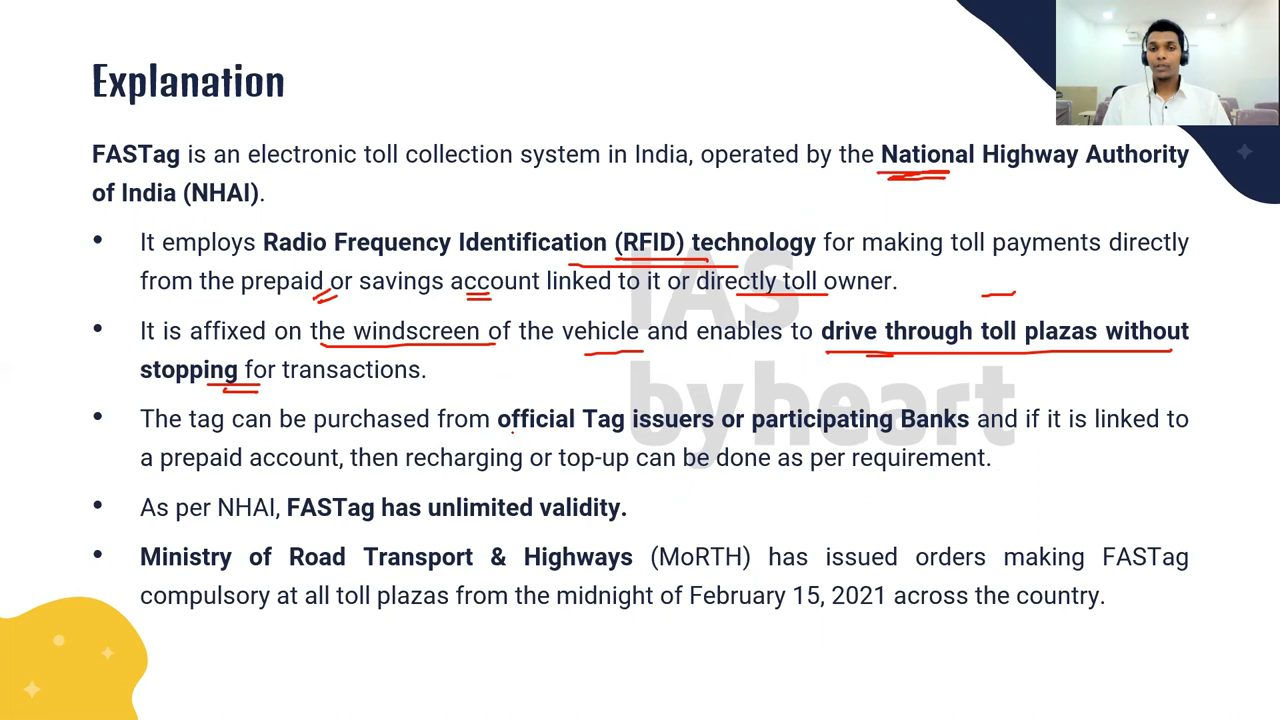 Explanation
FASTag is an electronic toll collection system in India, operated by the National Highway Authority
of India (NHAI).
• It employs Radio Frequency Identification (RFID) technology for making toll payments directly
from the prepaid or savings account linked to it or directly toll owner.
• It is affixed on the windscreen of the vehicle and enables to drive through toll plazas without
stopping for transactions.
• The tag can be purchased from official Tag issuers or participating Banks and if it is linked to
a prepaid account, then recharging or top-up can be done as per requirement.
• As per NHAI, FASTag has unlimited validity.
• Ministry of Road Transport & Highways (MoRTH) has issued orders making FASTag
compulsory at all toll plazas from the midnight of February 15, 2021 across the country.
IAS
byheart